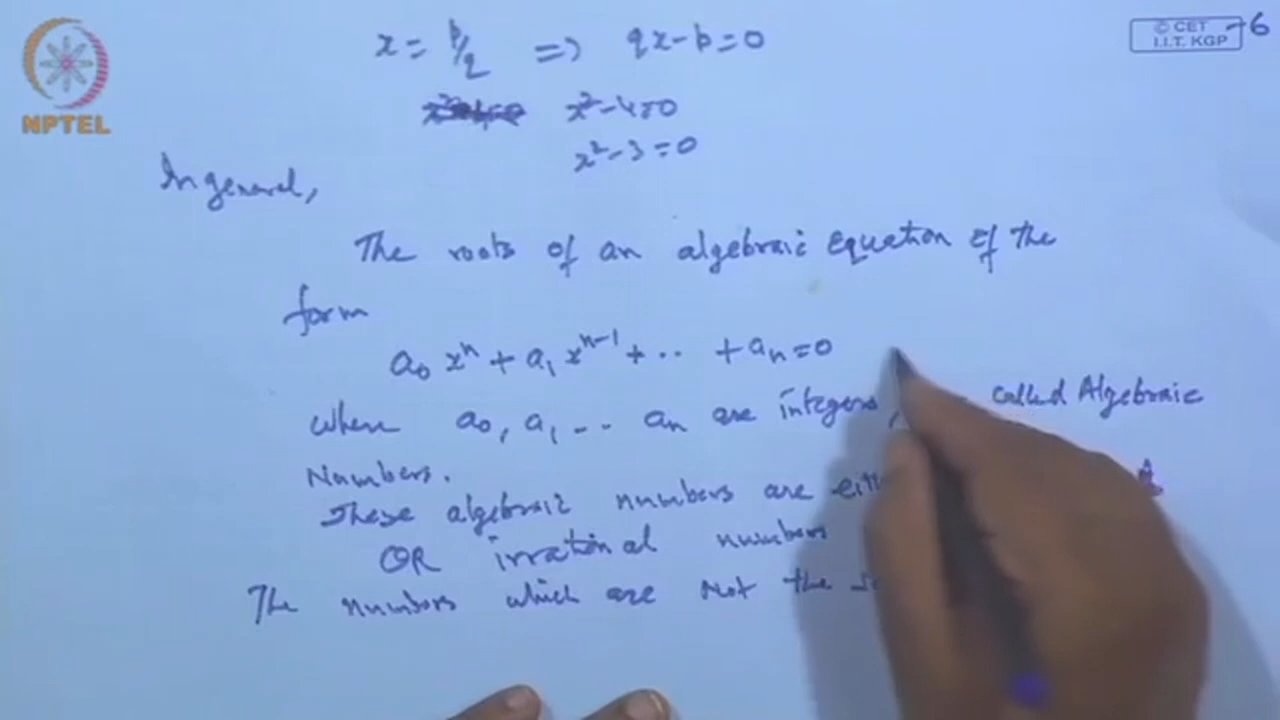 x = p/q => qx - p = 0
© CET
I.I.T. KGP
-6
NPTEL
x² - 4 = 0
x² - 3 = 0
In general,
The roots of an algebraic equation of the
form
a₀ xⁿ + a₁ xⁿ⁻¹ + .. + aₙ = 0
where a₀, a₁ -.. aₙ are integers, called Algebraic
Numbers.
These algebraic numbers are
OR irrational numbers
The numbers which are not the